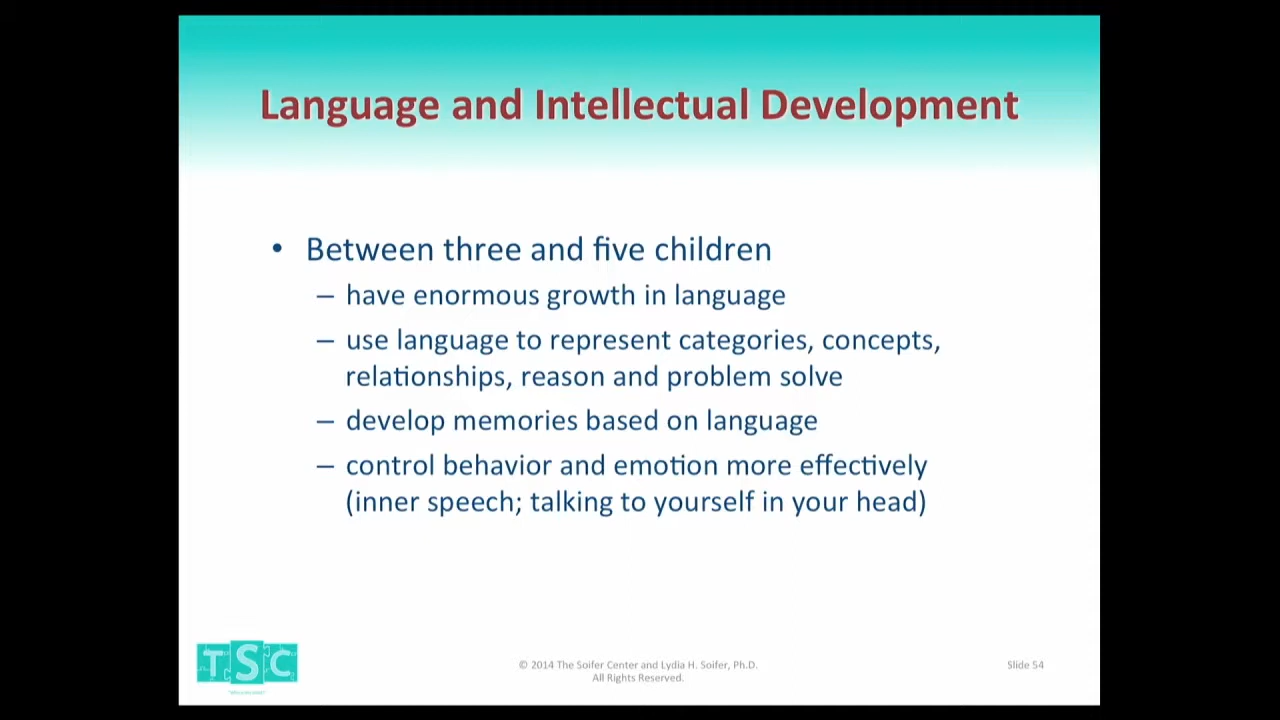 Language and Intellectual Development
• Between three and five children
– have enormous growth in language
– use language to represent categories, concepts,
relationships, reason and problem solve
– develop memories based on language
– control behavior and emotion more effectively
(inner speech; talking to yourself in your head)
TSC
© 2014 The Soifer Center and Lydia H. Soifer, Ph.D.
All Rights Reserved.
Slide 54